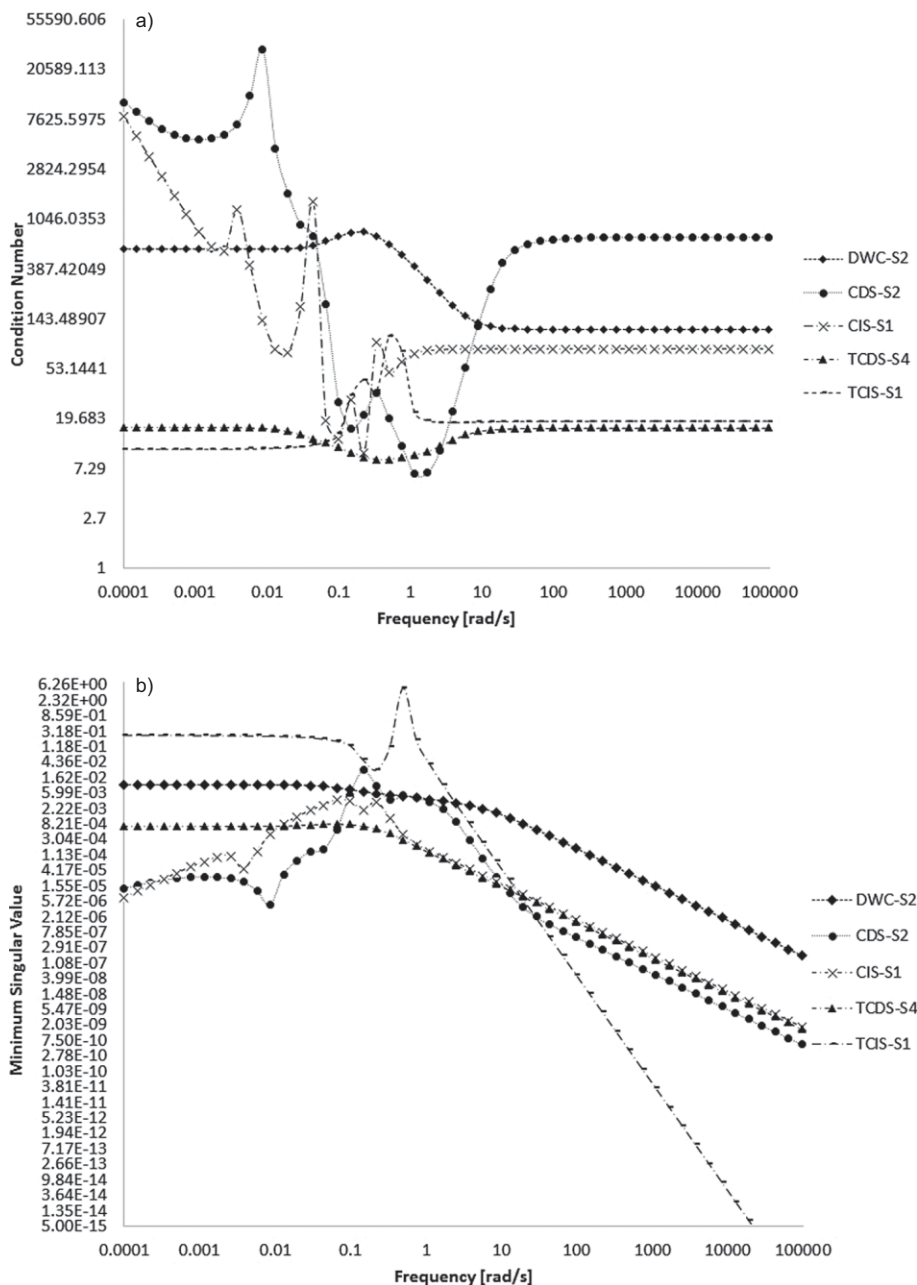 a)
55590.606
20589.113
7625.5975
2824.2954
1046.0353
387.42049
143.48907
53.1441
19.683
7.29
2.7
1
Condition Number
0.0001 0.001 0.01 0.1 1 10 100 1000 10000 100000
Frequency [rad/s]
DWC-S2
CDS-S2
CIS-S1
TCDS-S4
TCIS-S1
b)
6.26E+00
2.32E+00
8.59E-01
3.18E-01
1.18E-01
4.36E-02
1.62E-02
5.99E-03
2.22E-03
8.21E-04
3.04E-04
1.13E-04
4.17E-05
1.55E-05
5.72E-06
2.12E-06
7.85E-07
2.91E-07
1.08E-07
3.99E-08
1.48E-08
5.47E-09
2.03E-09
7.50E-10
2.78E-10
1.03E-10
3.81E-11
1.41E-11
5.23E-12
1.94E-12
7.17E-13
2.66E-13
9.84E-14
3.64E-14
1.35E-14
5.00E-15
Minimum Singular Value
0.0001 0.001 0.01 0.1 1 10 100 1000 10000 100000
Frequency [rad/s]
DWC-S2
CDS-S2
CIS-S1
TCDS-S4
TCIS-S1